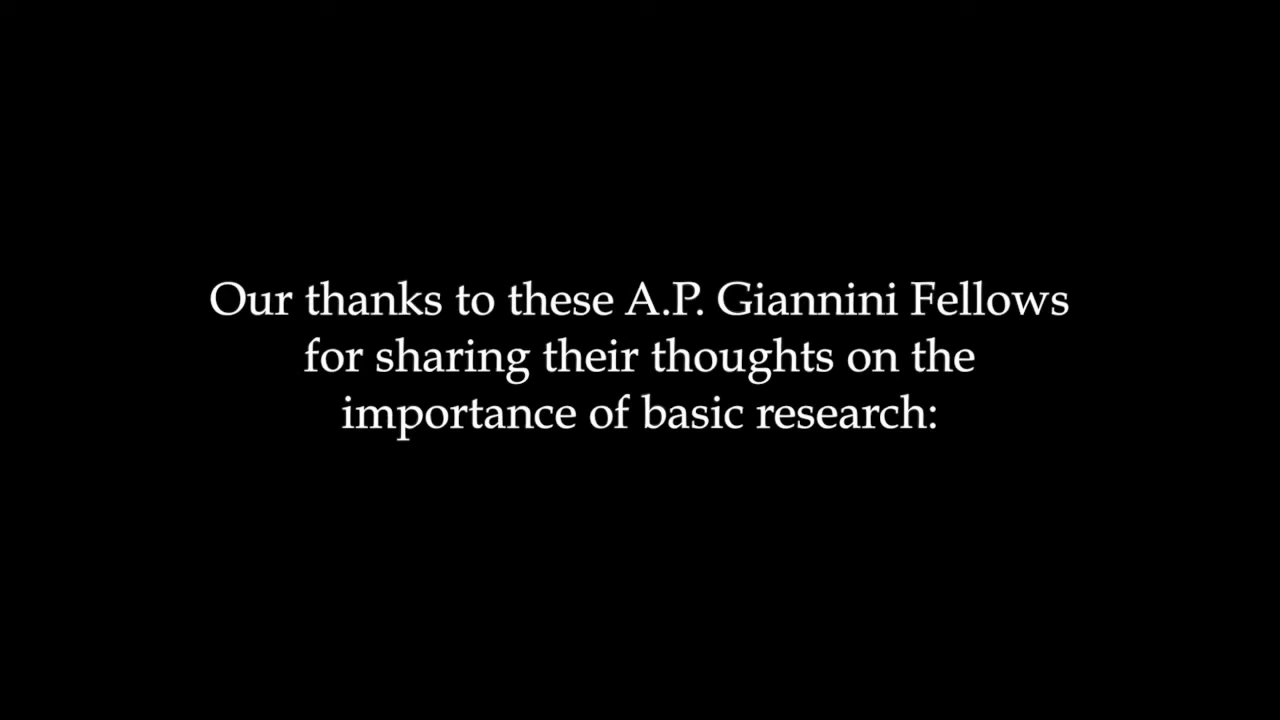 Our thanks to these A.P. Giannini Fellows
for sharing their thoughts on the
importance of basic research: